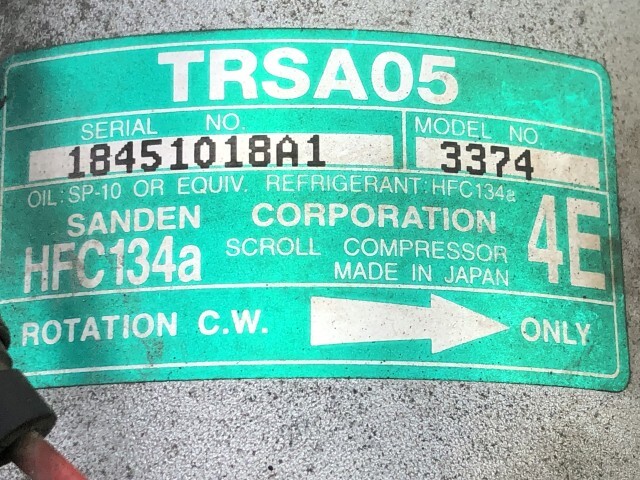 TRSA05
SERIAL NO. MODEL NO
18451018A1 3374
OIL:SP-10 OR EQUIV. REFRIGERANT:HFC134a
SANDEN CORPORATION 4E
HFC134a SCROLL COMPRESSOR
MADE IN JAPAN
ROTATION C.W. ONLY